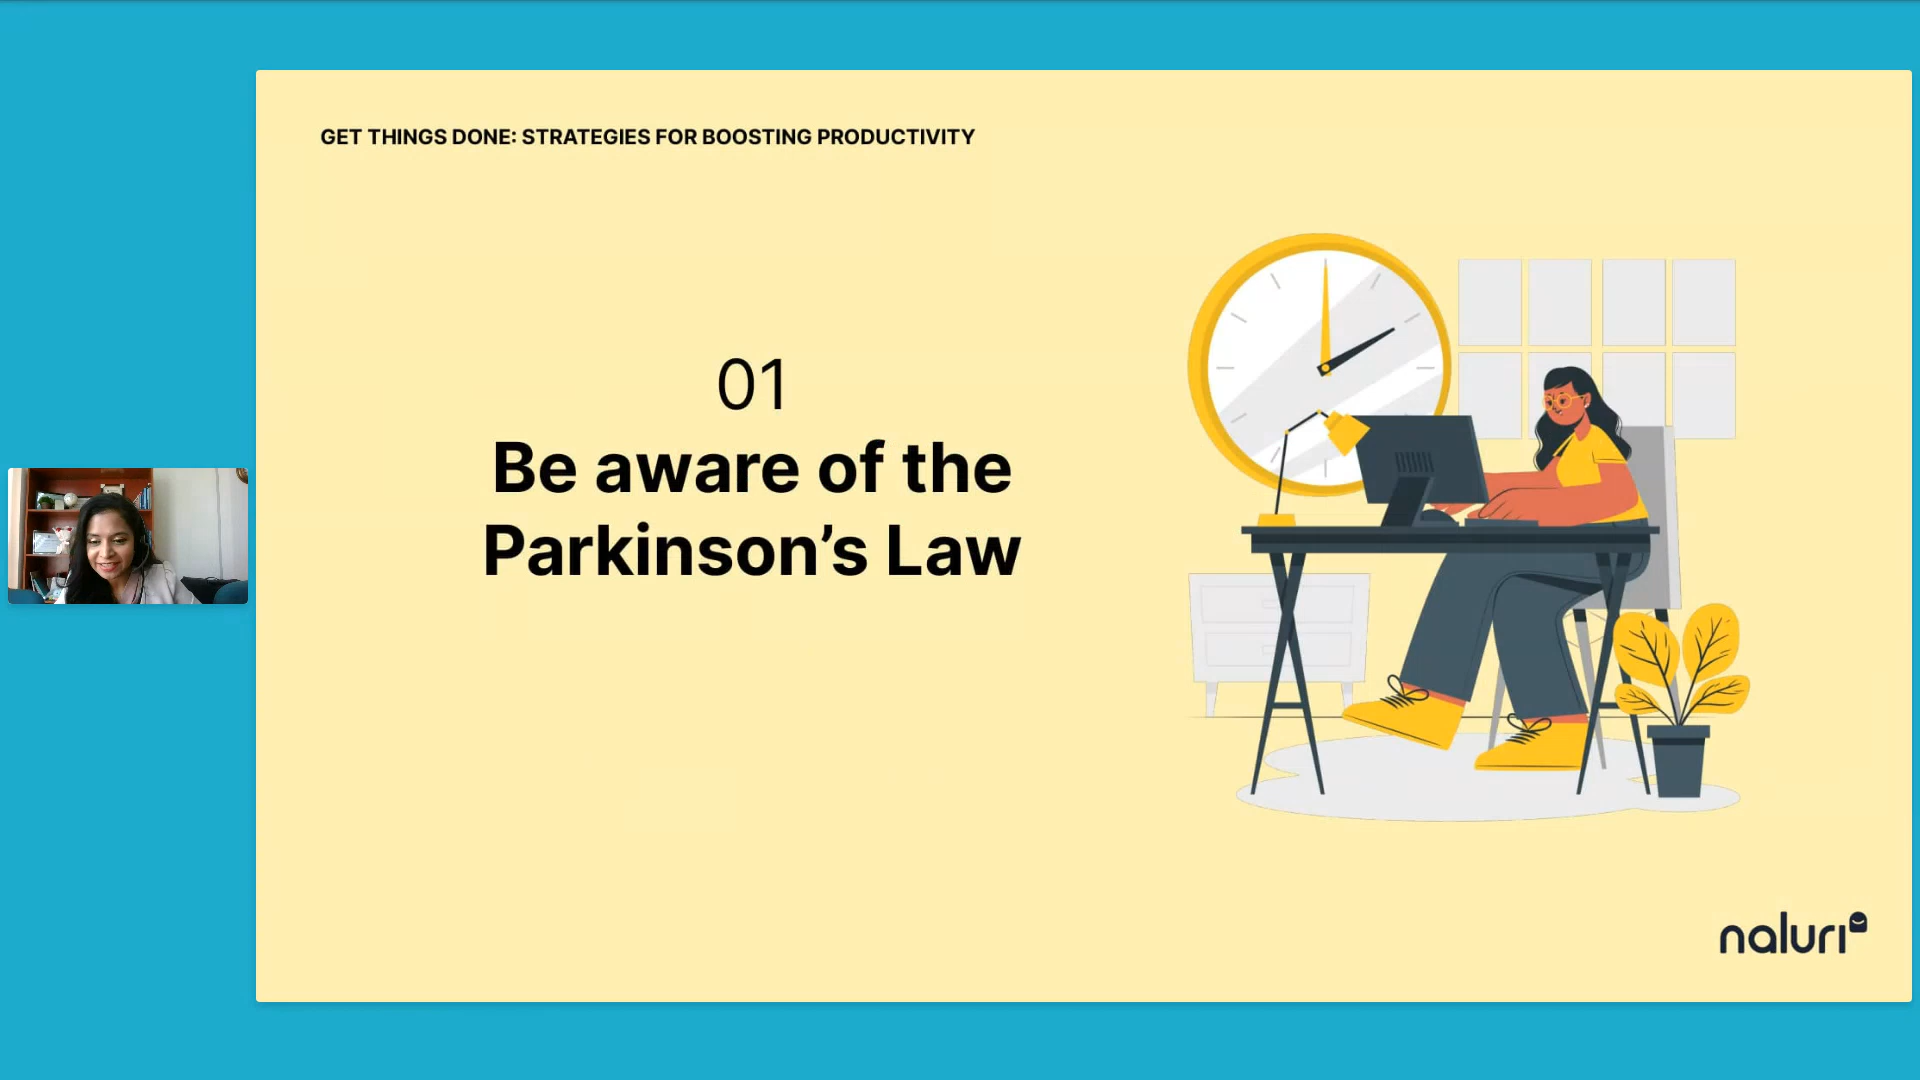 GET THINGS DONE: STRATEGIES FOR BOOSTING PRODUCTIVITY
01
Be aware of the
Parkinson’s Law
naluri